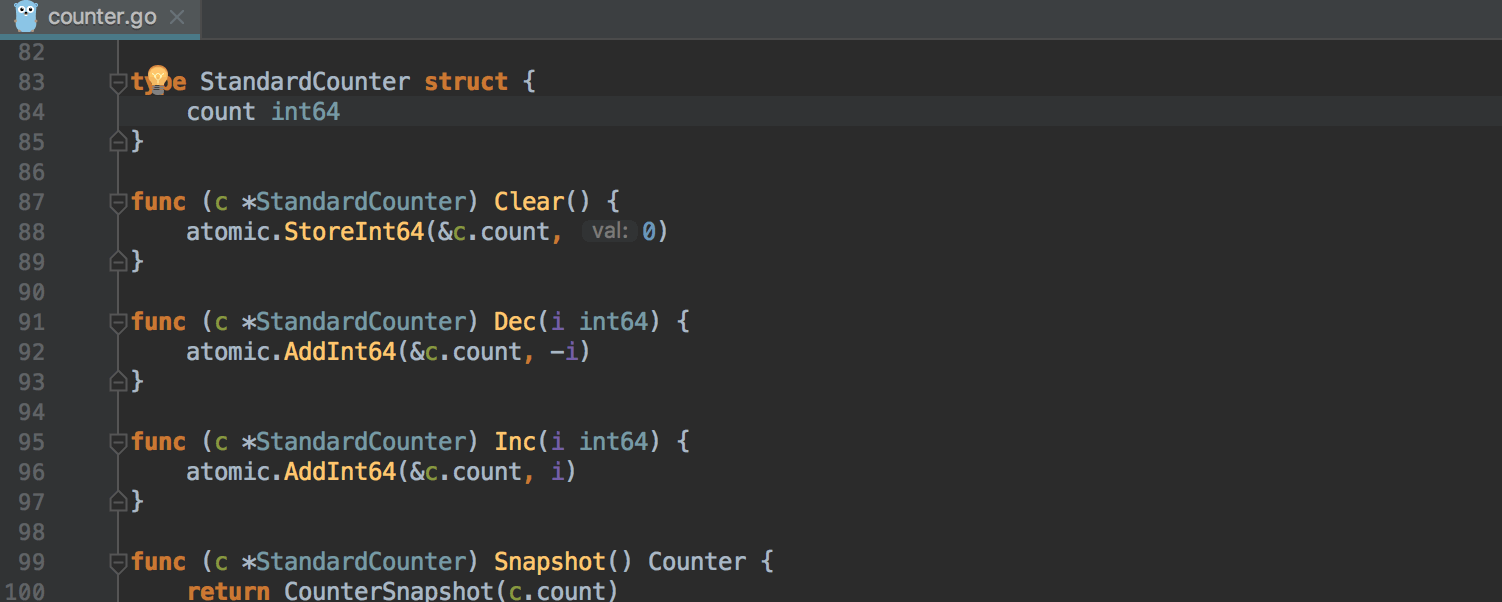 counter.go
82
83 type StandardCounter struct {
84     count int64
85 }
86
87 func (c *StandardCounter) Clear() {
88     atomic.StoreInt64(&c.count, val: 0)
89 }
90
91 func (c *StandardCounter) Dec(i int64) {
92     atomic.AddInt64(&c.count, -i)
93 }
94
95 func (c *StandardCounter) Inc(i int64) {
96     atomic.AddInt64(&c.count, i)
97 }
98
99 func (c *StandardCounter) Snapshot() Counter {
100     return CounterSnapshot(c.count)